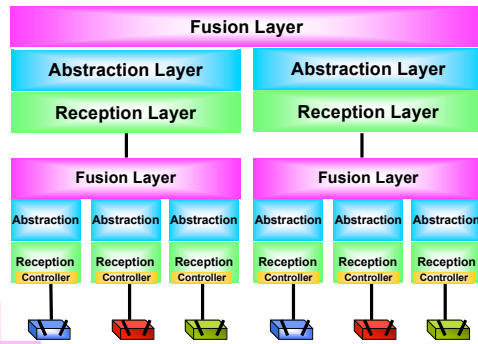 Fusion Layer
Abstraction Layer Abstraction Layer
Reception Layer Reception Layer
Fusion Layer Fusion Layer
Abstraction Abstraction Abstraction Abstraction Abstraction Abstraction
Reception Reception Reception Reception Reception Reception
Controller Controller Controller Controller Controller Controller